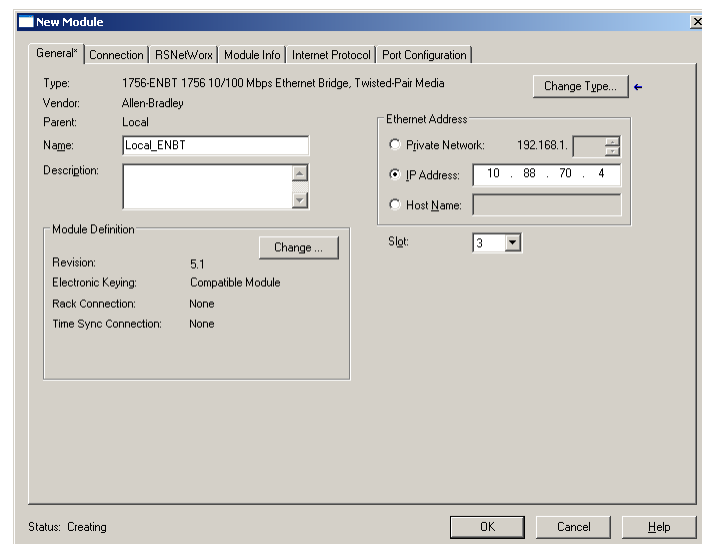 New Module
General* Connection RSNetWorx Module Info Internet Protocol Port Configuration
Type: 1756-ENBT 1756 10/100 Mbps Ethernet Bridge, Twisted-Pair Media
Change Type...
Vendor: Allen-Bradley
Parent: Local
Name: Local_ENBT
Description:
Ethernet Address
Private Network: 192.168.1.
IP Address: 10 . 88 . 70 . 4
Host Name:
Slot: 3
Module Definition
Change ...
Revision: 5.1
Electronic Keying: Compatible Module
Rack Connection: None
Time Sync Connection: None
Status: Creating
OK Cancel Help